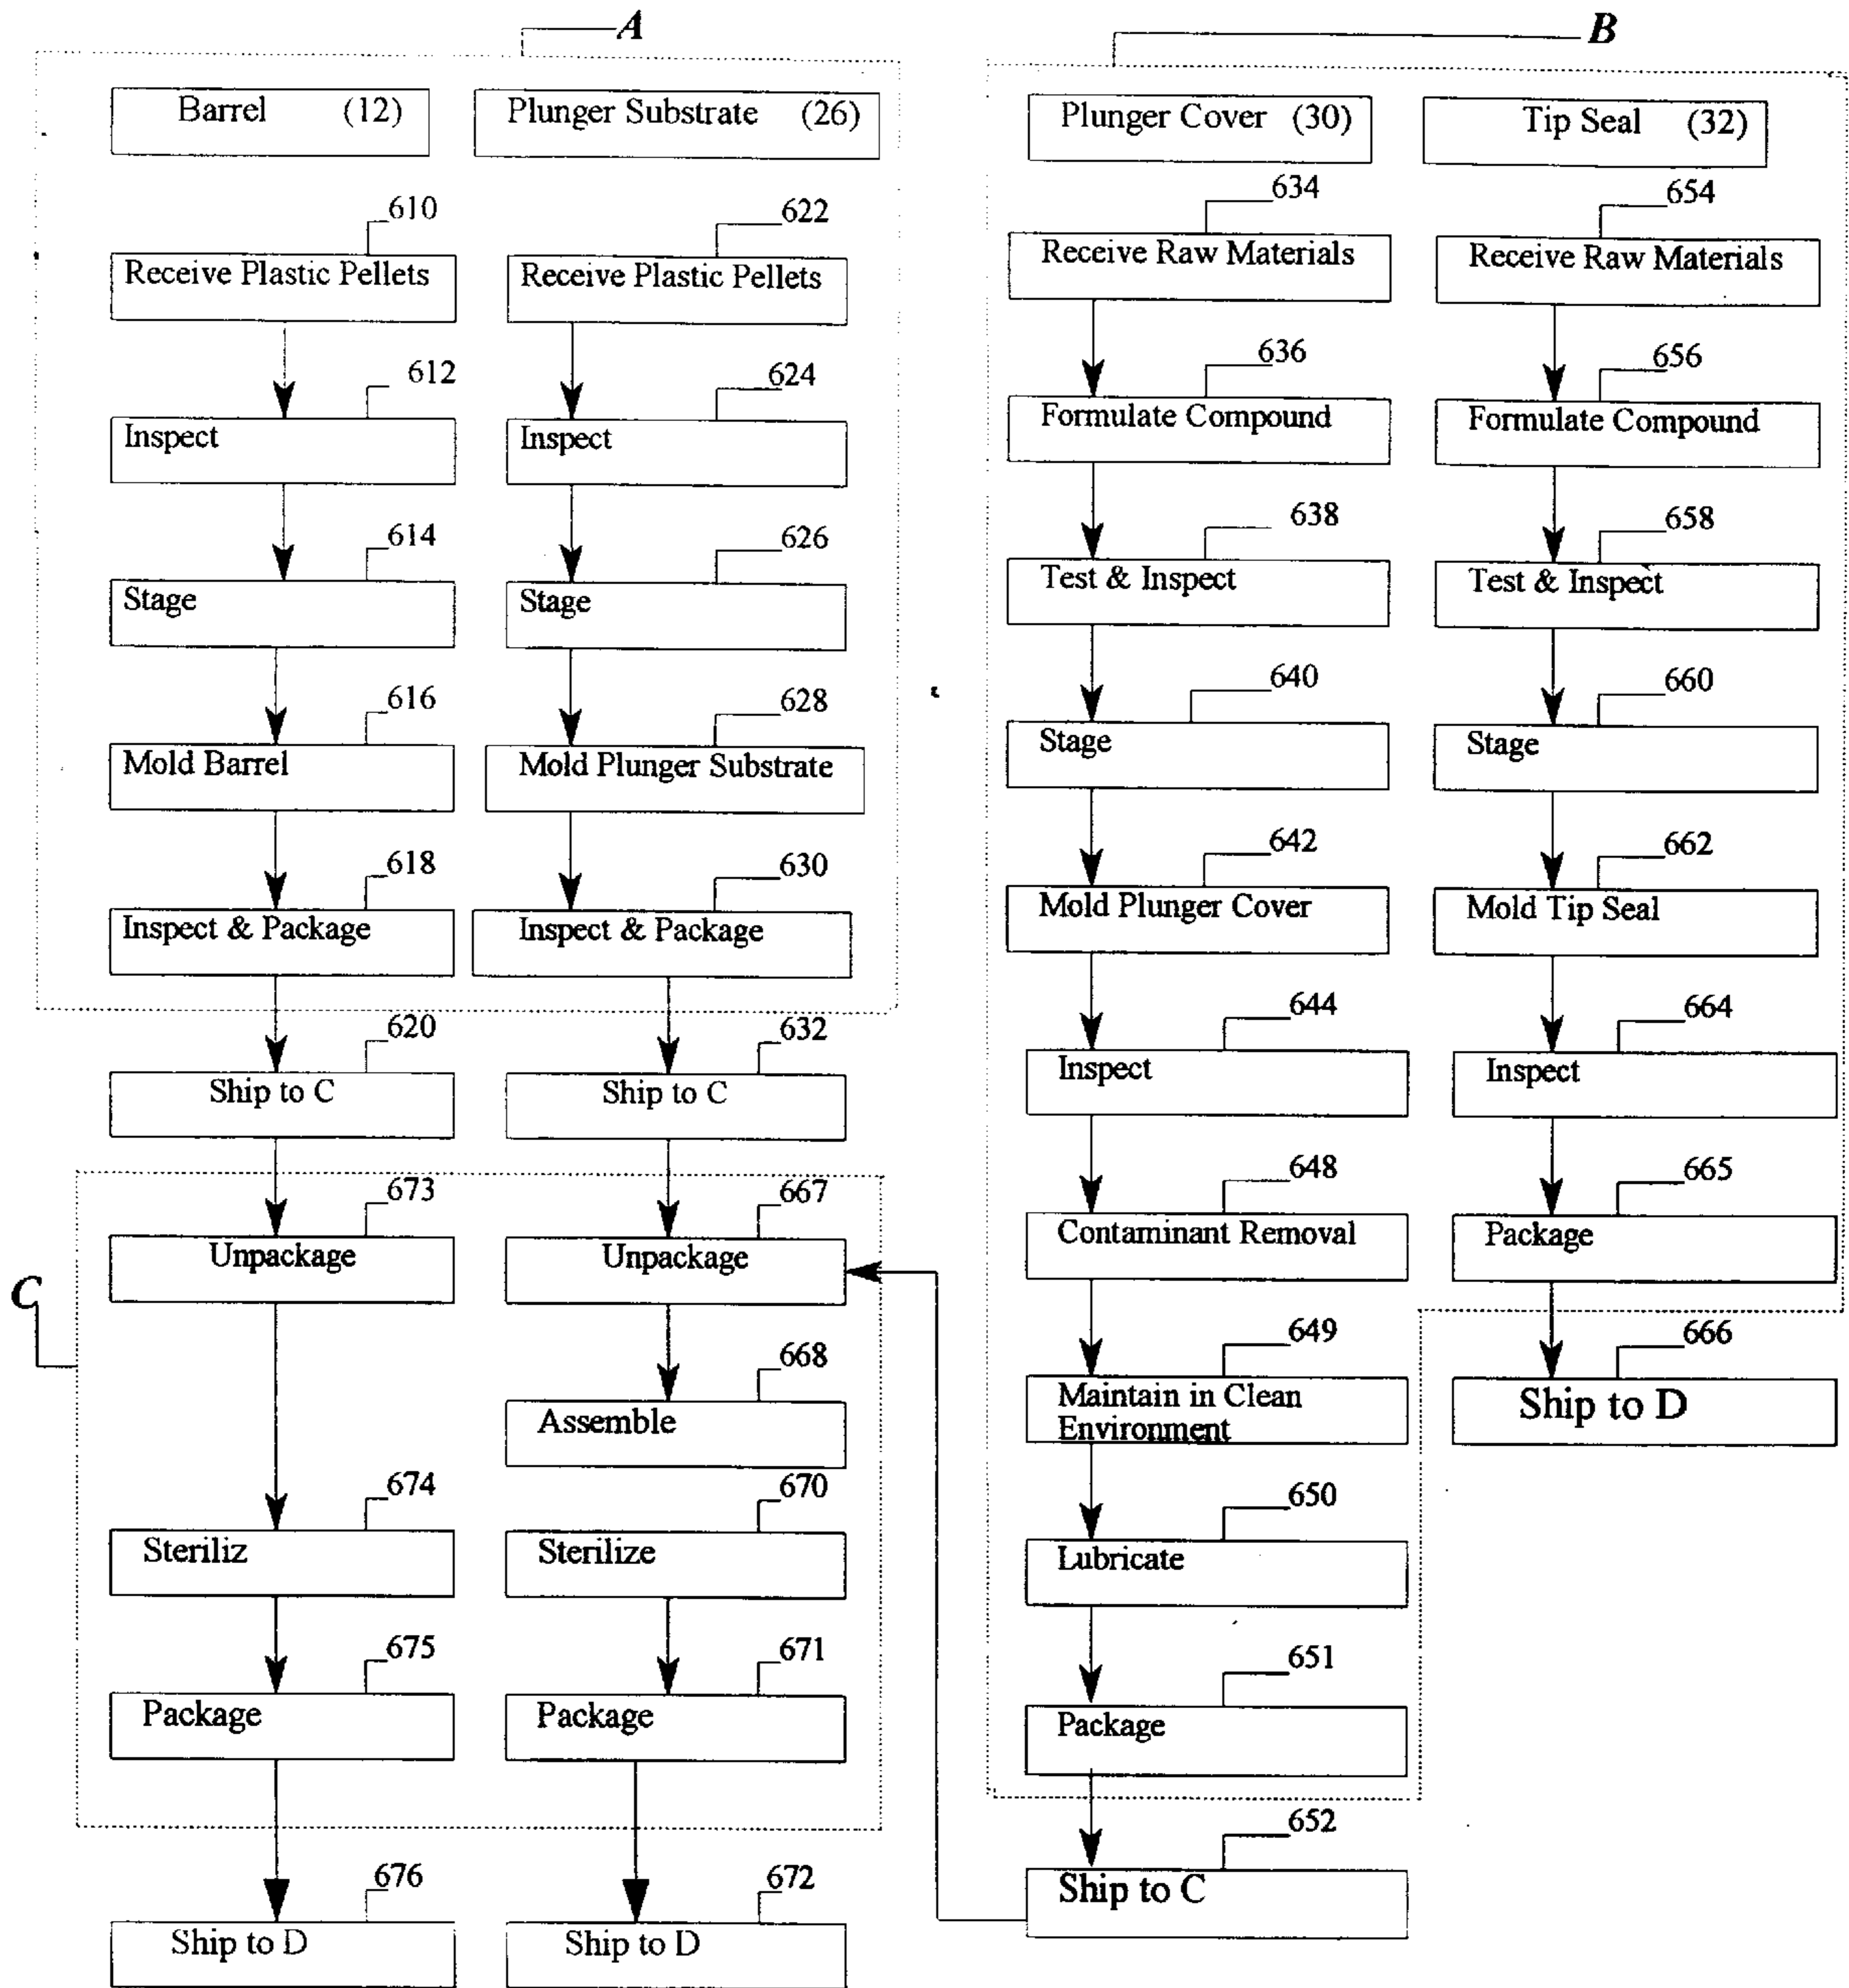 A
B
Barrel (12)
Plunger Substrate (26)
Plunger Cover (30)
Tip Seal (32)
610
Receive Plastic Pellets
612
Inspect
614
Stage
616
Mold Barrel
618
Inspect & Package
620
Ship to C
622
Receive Plastic Pellets
624
Inspect
626
Stage
628
Mold Plunger Substrate
630
Inspect & Package
632
Ship to C
C
673
Unpackage
674
Steriliz
675
Package
676
Ship to D
667
Unpackage
668
Assemble
670
Sterilize
671
Package
672
Ship to D
634
Receive Raw Materials
636
Formulate Compound
638
Test & Inspect
640
Stage
642
Mold Plunger Cover
644
Inspect
648
Contaminant Removal
649
Maintain in Clean
Environment
650
Lubricate
651
Package
652
Ship to C
654
Receive Raw Materials
656
Formulate Compound
658
Test & Inspect
660
Stage
662
Mold Tip Seal
664
Inspect
665
Package
666
Ship to D